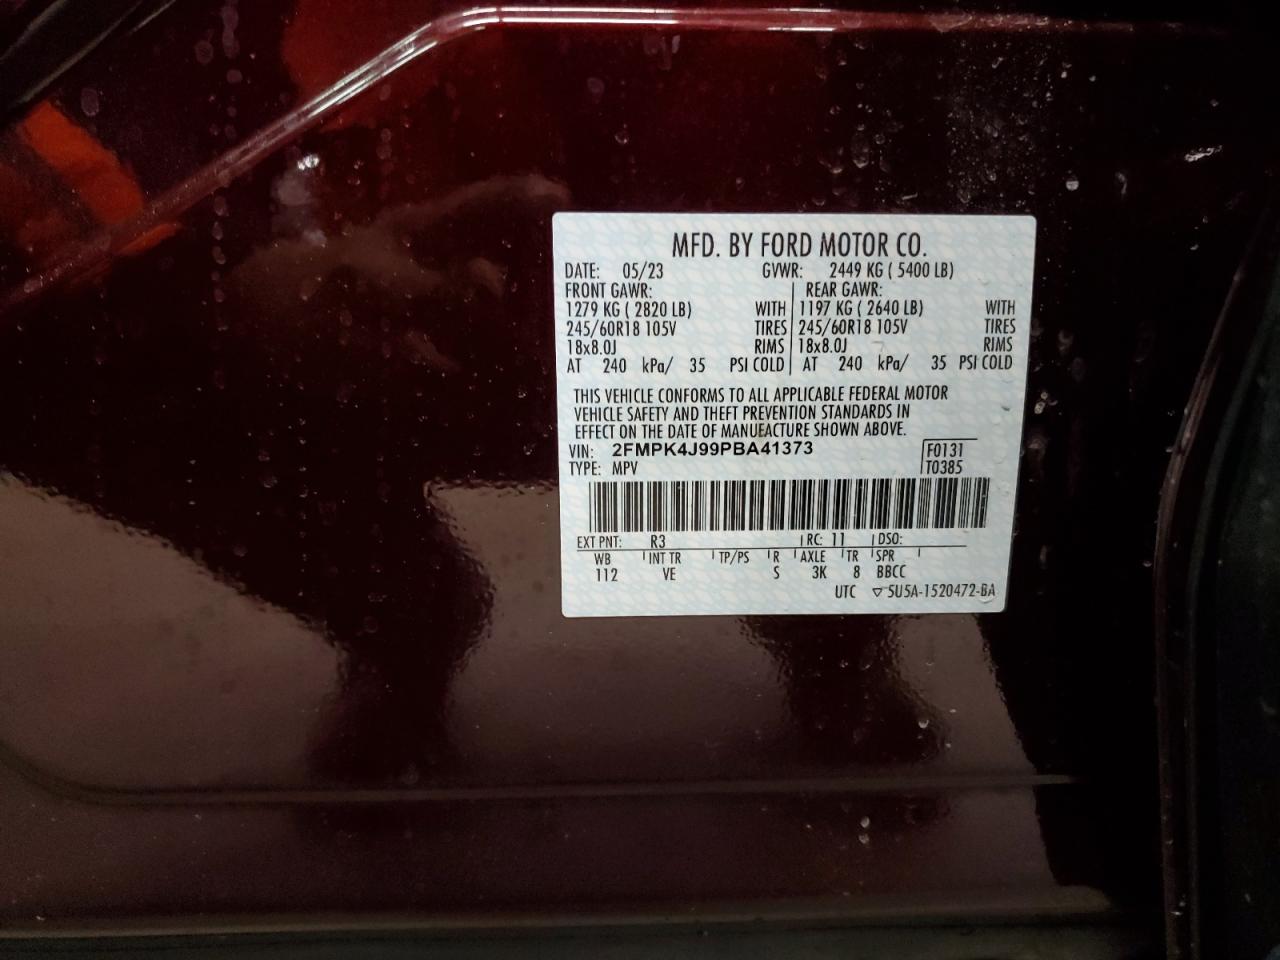 MFD. BY FORD MOTOR CO.
DATE: 05/23 GVWR: 2449 KG ( 5400 LB)
FRONT GAWR: REAR GAWR:
1279 KG ( 2820 LB) WITH 1197 KG ( 2640 LB) WITH
245/60R18 105V TIRES 245/60R18 105V TIRES
18x8.0J RIMS 18x8.0J RIMS
AT 240 kPa/ 35 PSI COLD AT 240 kPa/ 35 PSI COLD
THIS VEHICLE CONFORMS TO ALL APPLICABLE FEDERAL MOTOR
VEHICLE SAFETY AND THEFT PREVENTION STANDARDS IN
EFFECT ON THE DATE OF MANUFACTURE SHOWN ABOVE.
VIN: 2FMPK4J99PBA41373 F0131
TYPE: MPV T0385
EXT PNT: R3 RC: 11 DSO:
WB INT TR TP/PS R AXLE TR SPR
112 VE S 3K 8 BBCC
UTC ▽ 5U5A-1520472-BA